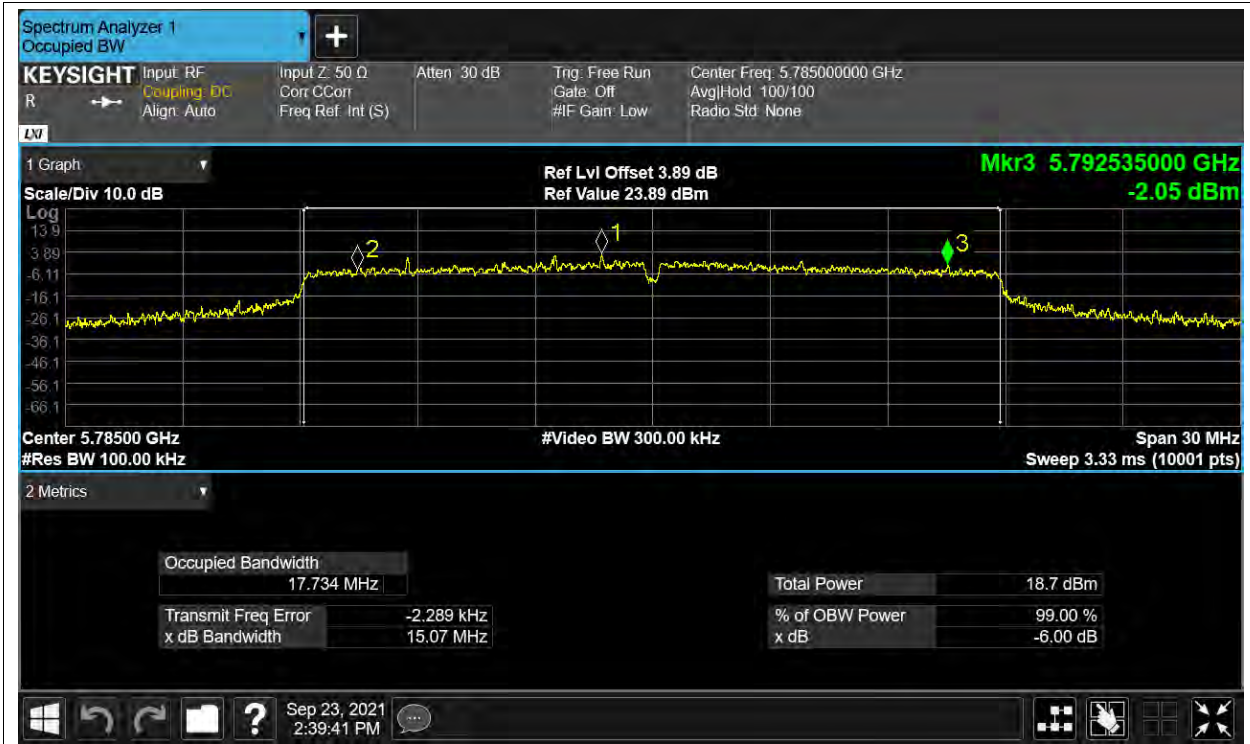 Spectrum Analyzer 1
Occupied BW
KEYSIGHT
R
LXI
Input: RF
Coupling: DC
Align: Auto
Input Z: 50 Ω
Corr CCorr
Freq Ref: Int (S)
Atten: 30 dB
Trig: Free Run
Gate: Off
#IF Gain: Low
Center Freq: 5.785000000 GHz
Avg|Hold: 100/100
Radio Std: None
1 Graph
Scale/Div 10.0 dB
Ref Lvl Offset 3.89 dB
Ref Value 23.89 dBm
Mkr3 5.792535000 GHz
-2.05 dBm
Log
13.9
3.89
-6.11
-16.1
-26.1
-36.1
-46.1
-56.1
-66.1
2
1
3
Center 5.78500 GHz
#Video BW 300.00 kHz
Span 30 MHz
#Res BW 100.00 kHz
Sweep 3.33 ms (10001 pts)
2 Metrics
Occupied Bandwidth
17.734 MHz
Total Power 18.7 dBm
Transmit Freq Error -2.289 kHz
% of OBW Power 99.00 %
x dB Bandwidth 15.07 MHz
x dB -6.00 dB
?
Sep 23, 2021
2:39:41 PM